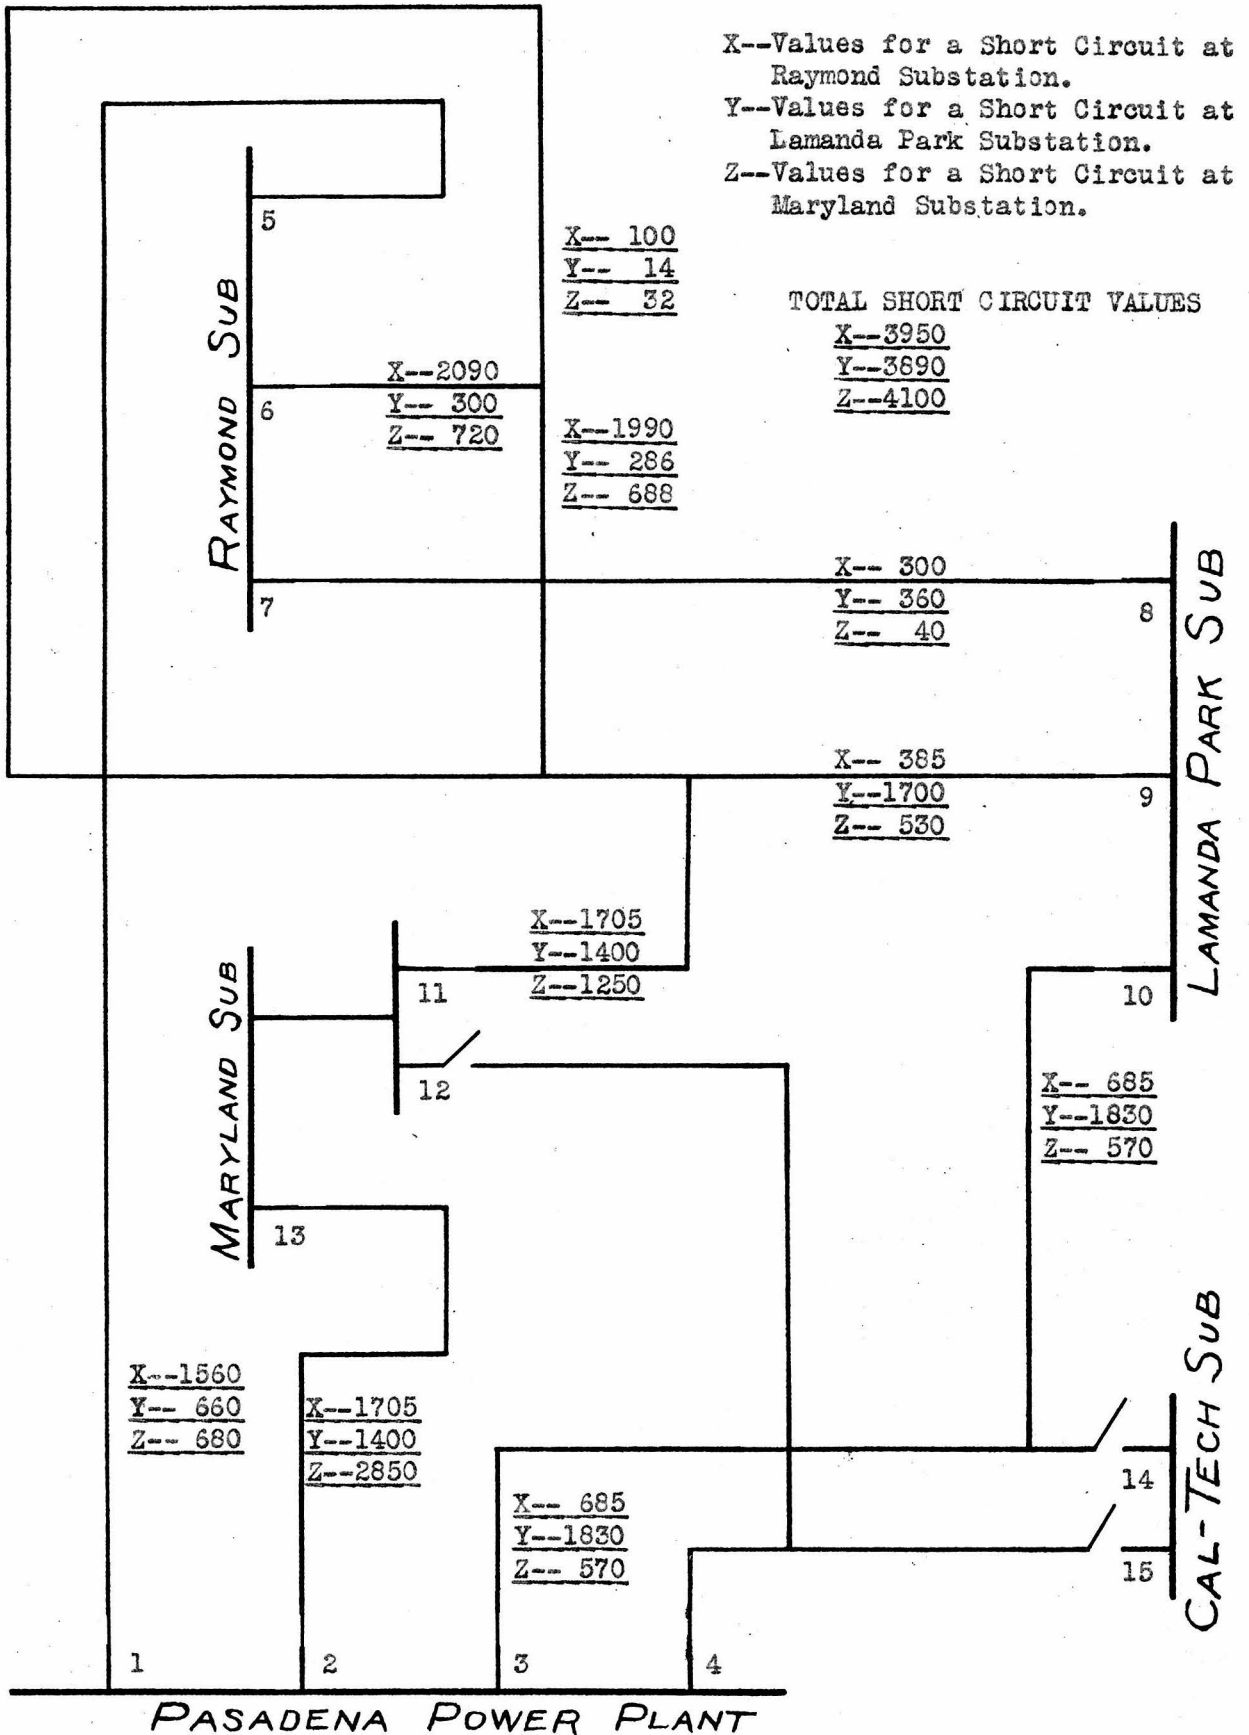 X--Values for a Short Circuit at
Raymond Substation.
Y--Values for a Short Circuit at
Lamanda Park Substation.
Z--Values for a Short Circuit at
Maryland Substation.
TOTAL SHORT CIRCUIT VALUES
X--3950
Y--3890
Z--4100
RAYMOND SUB
5
6
7
X-- 100
Y-- 14
Z-- 32
X--2090
Y-- 300
Z-- 720
X--1990
Y-- 286
Z-- 688
X-- 300
Y-- 360
Z-- 40
X-- 385
Y--1700
Z-- 530
LAMANDA PARK SUB
8
9
10
X--1705
Y--1400
Z--1250
MARYLAND SUB
11
12
13
X-- 685
Y--1830
Z-- 570
X--1560
Y-- 660
Z-- 680
X--1705
Y--1400
Z--2850
X-- 685
Y--1830
Z-- 570
CAL-TECH SUB
14
15
1
2
3
4
PASADENA POWER PLANT